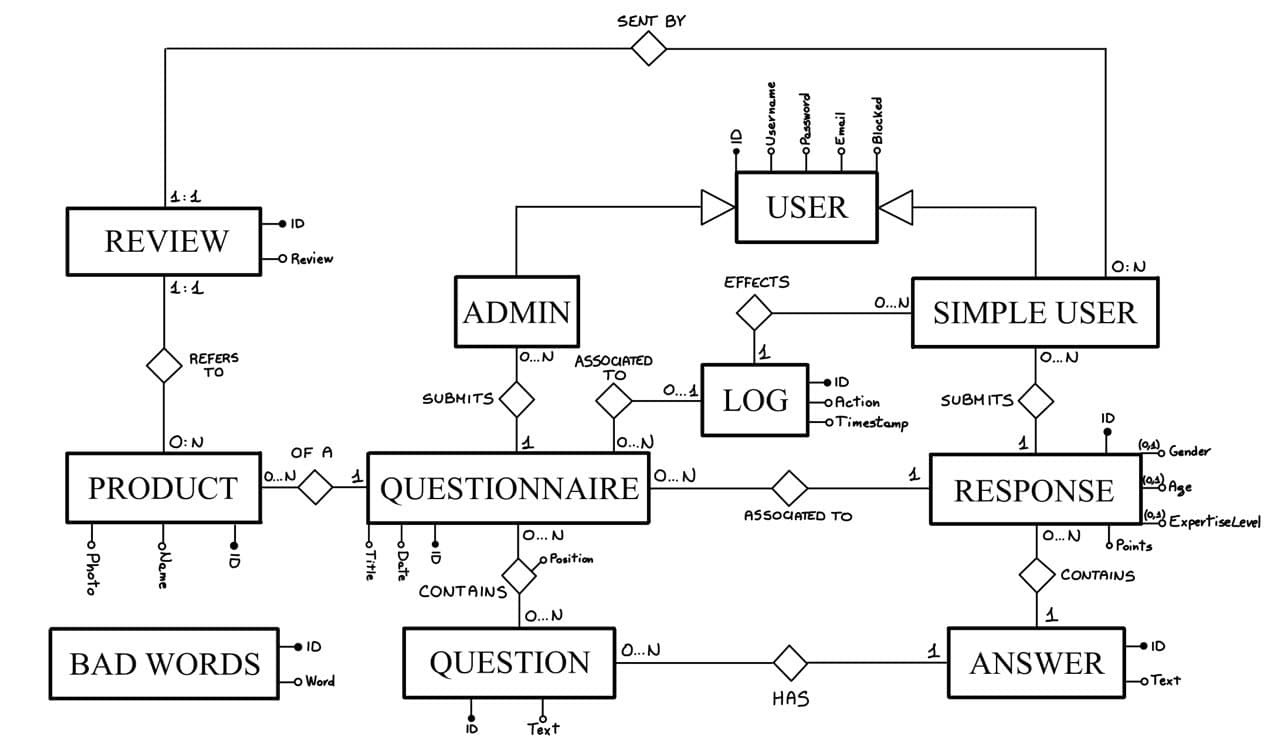 SENT BY
ID
Username
Password
Email
Blocked
1:1
REVIEW
ID
Review
USER
1:1
0:N
ADMIN
EFFECTS
0...N
SIMPLE USER
REFERS
TO
0...N
ASSOCIATED
TO
1
0...N
SUBMITS
0...1
LOG
ID
Action
Timestamp
SUBMITS
0:N
OF A
1
0...N
1
ID
(0,1) Gender
PRODUCT
0...N
1
QUESTIONNAIRE
0...N
ASSOCIATED TO
1
RESPONSE
(0,1) Age
(0,1) ExpertiseLevel
Photo
Name
ID
Title
Date
ID
0...N
Position
CONTAINS
0...N
Points
CONTAINS
0...N
1
BAD WORDS
ID
Word
QUESTION
0...N
HAS
1
ANSWER
ID
Text
ID
Text